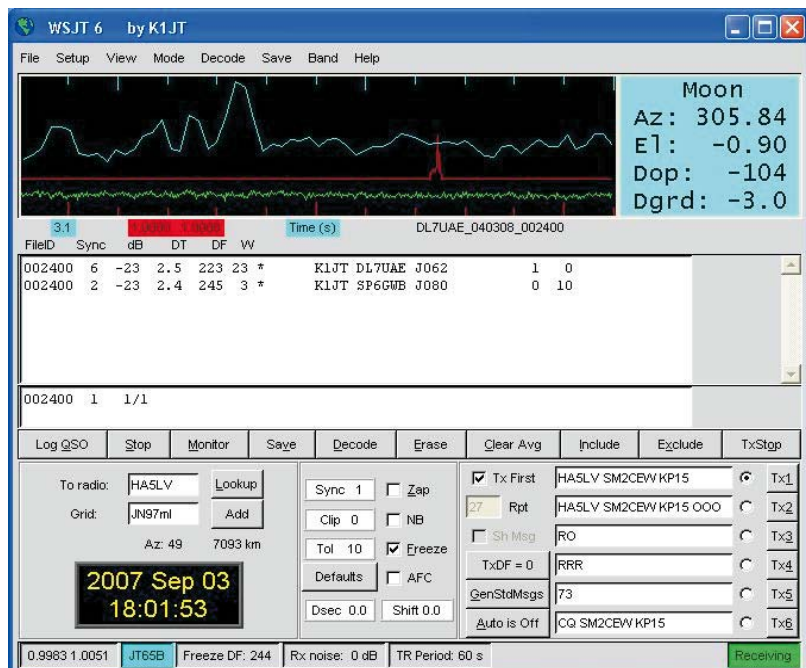 WSJT 6 by K1JT
File Setup View Mode Decode Save Band Help
Moon
Az: 305.84
El: -0.90
Dop: -104
Dgrd: -3.0
3.1 1.0000 1.0000 Time (s) DL7UAE_040308_002400
FileID Sync dB DT DF W
002400 6 -23 2.5 223 23 * K1JT DL7UAE JO62 1 0
002400 2 -23 2.4 245 3 * K1JT SP6GWB JO80 0 10
002400 1 1/1
Log QSO Stop Monitor Save Decode Erase Clear Avg Include Exclude TxStop
To radio: HA5LV Lookup
Grid: JN97ml Add
Az: 49 7093 km
2007 Sep 03
18:01:53
Sync 1 Zap
Clip 0 NB
Tol 10 Freeze
Defaults AFC
Dsec 0.0 Shift 0.0
Tx First HA5LV SM2CEW KP15 Tx1
27 Rpt HA5LV SM2CEW KP15 OOO Tx2
Sh Msg RO Tx3
TxDF = 0 RRR Tx4
GenStdMsgs 73 Tx5
Auto is Off CQ SM2CEW KP15 Tx6
0.9983 1.0051 JT65B Freeze DF: 244 Rx noise: 0 dB TR Period: 60 s Receiving